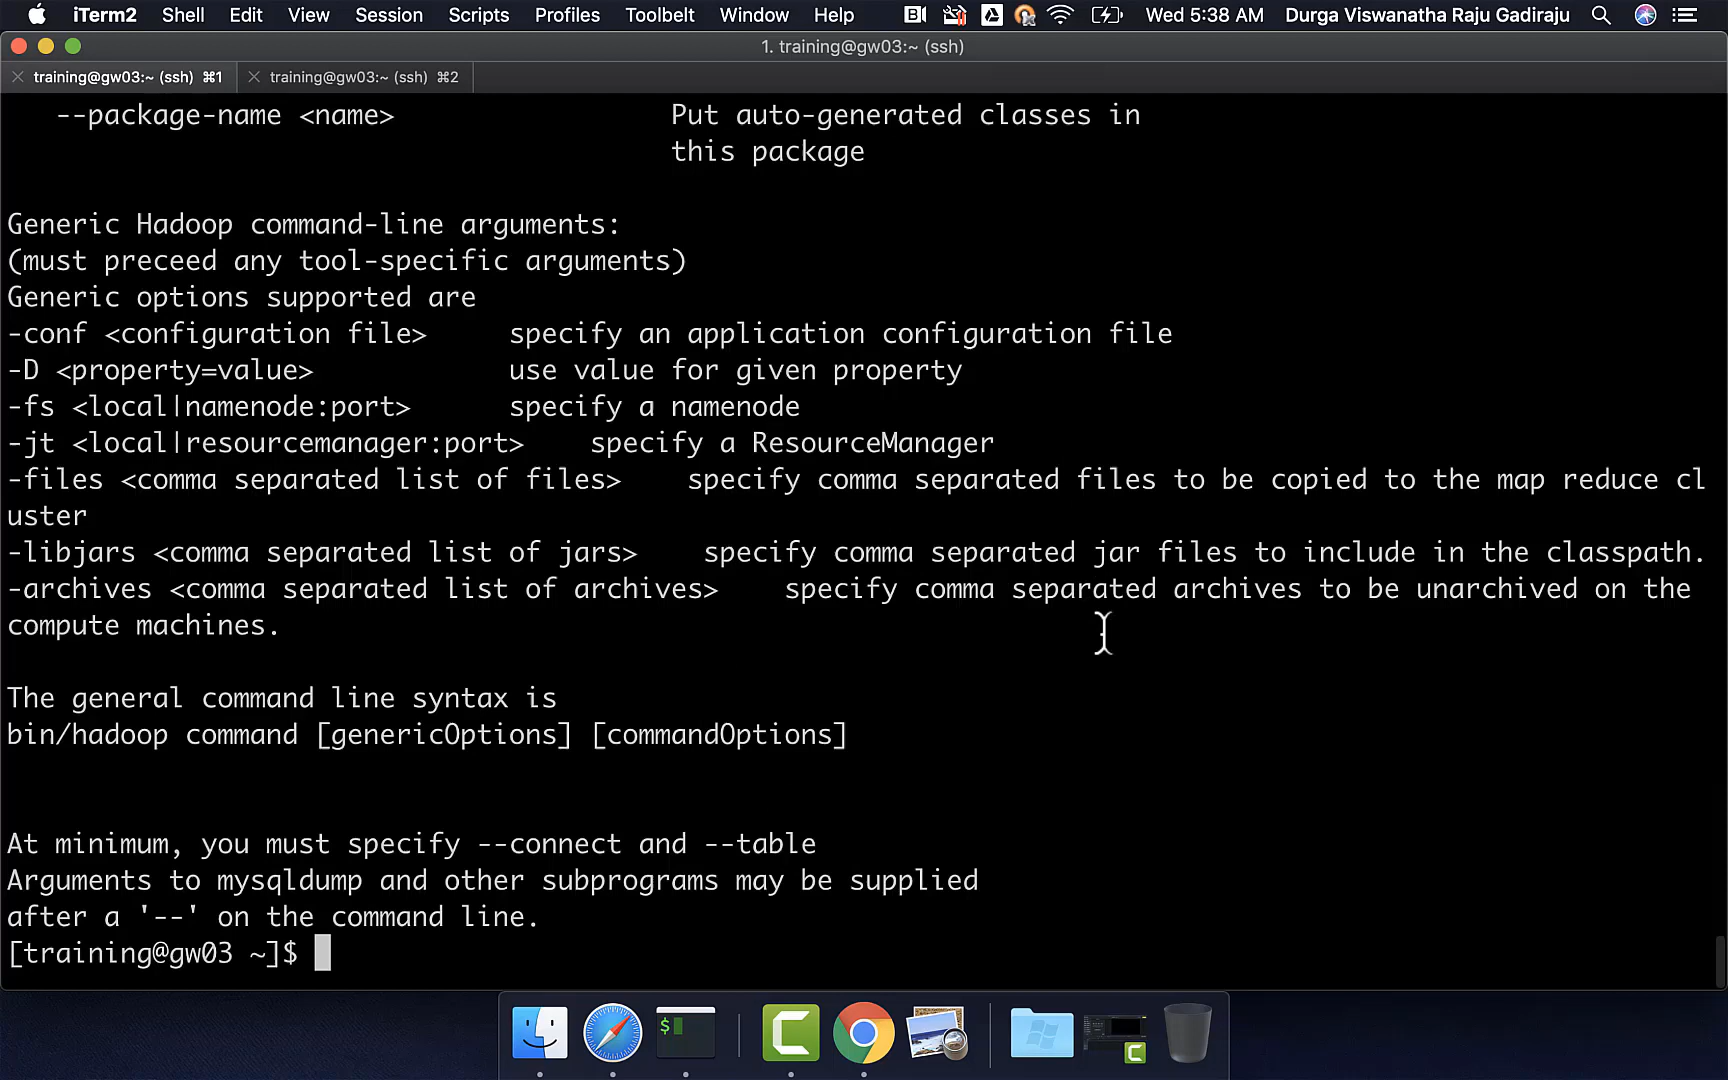 iTerm2 Shell Edit View Session Scripts Profiles Toolbelt Window Help Wed 5:38 AM Durga Viswanatha Raju Gadiraju
1. training@gw03:~ (ssh)
training@gw03:~ (ssh) ⌘1 training@gw03:~ (ssh) ⌘2
--package-name <name> Put auto-generated classes in
this package
Generic Hadoop command-line arguments:
(must preceed any tool-specific arguments)
Generic options supported are
-conf <configuration file> specify an application configuration file
-D <property=value> use value for given property
-fs <local|namenode:port> specify a namenode
-jt <local|resourcemanager:port> specify a ResourceManager
-files <comma separated list of files> specify comma separated files to be copied to the map reduce cl
uster
-libjars <comma separated list of jars> specify comma separated jar files to include in the classpath.
-archives <comma separated list of archives> specify comma separated archives to be unarchived on the
compute machines.
The general command line syntax is
bin/hadoop command [genericOptions] [commandOptions]
At minimum, you must specify --connect and --table
Arguments to mysqldump and other subprograms may be supplied
after a '--' on the command line.
[training@gw03 ~]$